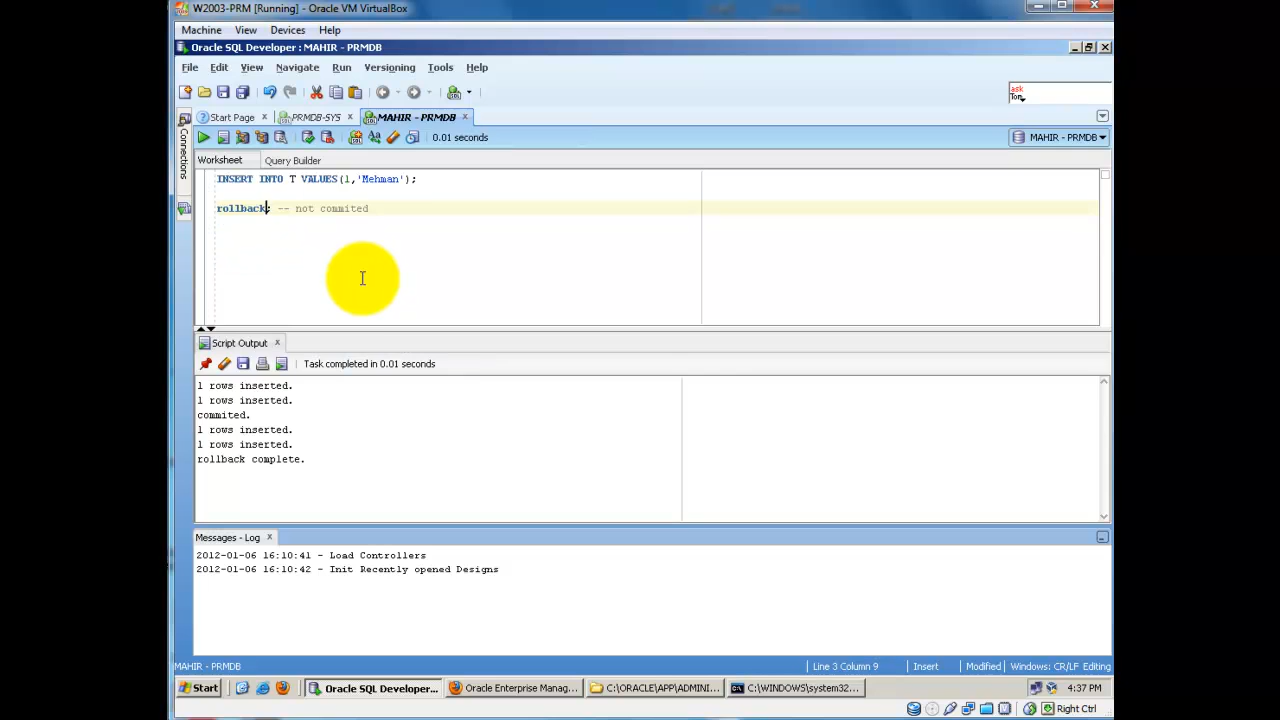 W2003-PRM [Running] - Oracle VM VirtualBox
Machine View Devices Help
Oracle SQL Developer : MAHIR - PRMDB
File Edit View Navigate Run Versioning Tools Help
ask
Tom
Start Page PRMDB-SYS MAHIR - PRMDB
0.01 seconds MAHIR - PRMDB
Connections
Worksheet Query Builder
INSERT INTO T VALUES(1,'Mehman');
rollback; -- not commited
Script Output
Task completed in 0.01 seconds
1 rows inserted.
1 rows inserted.
commited.
1 rows inserted.
1 rows inserted.
rollback complete.
Messages - Log
2012-01-06 16:10:41 - Load Controllers
2012-01-06 16:10:42 - Init Recently opened Designs
MAHIR - PRMDB Line 3 Column 9 Insert Modified Windows: CR/LF Editing
Start Oracle SQL Developer... Oracle Enterprise Manag... C:\ORACLE\APP\ADMINI... C:\WINDOWS\system32... 4:37 PM
Right Ctrl